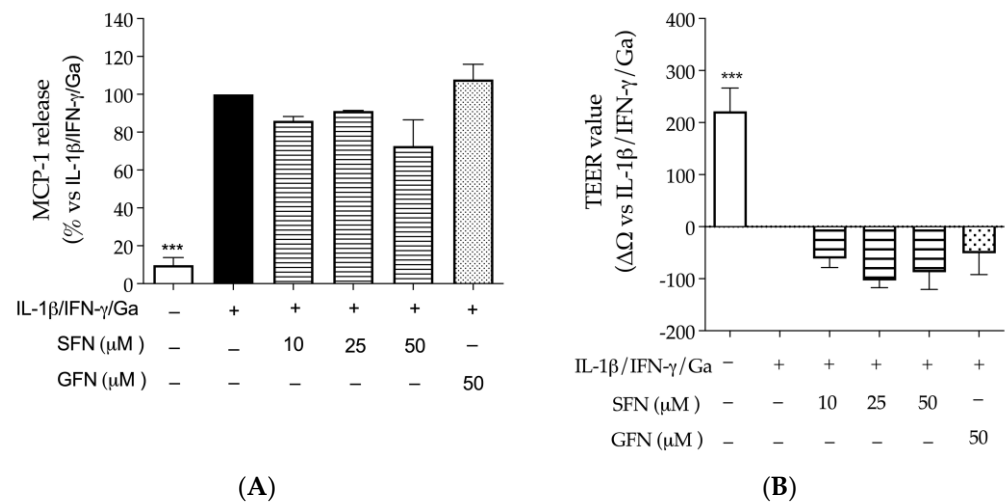 140
120
100
80
60
40
20
0
MCP-1 release
(% vs IL-1β/IFN-γ/Ga)
***
IL-1β/IFN-γ/Ga – + + + + +
SFN (μM) – – 10 25 50 –
GFN (μM) – – – – – 50
(A)
400
300
200
100
0
-100
-200
TEER value
(ΔΩ vs IL-1β/IFN-γ/Ga)
***
IL-1β/IFN-γ/Ga – + + + + +
SFN (μM) – – 10 25 50 –
GFN (μM) – – – – – 50
(B)